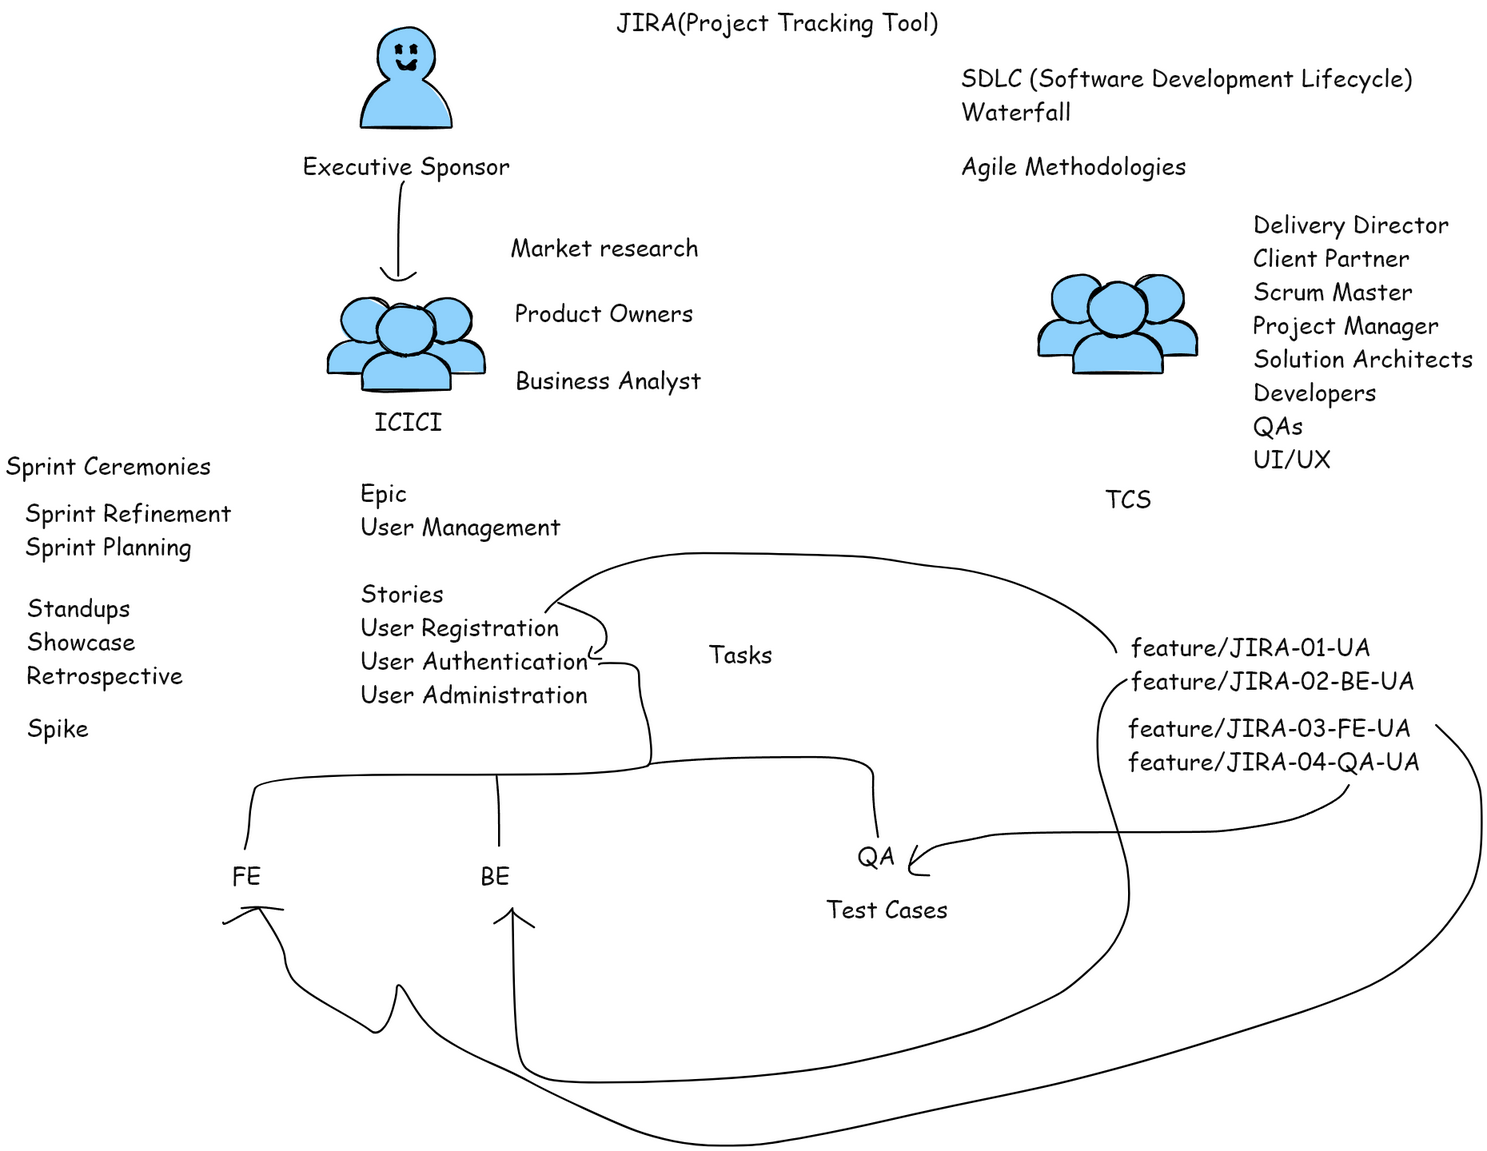 JIRA(Project Tracking Tool)
SDLC (Software Development Lifecycle)
Waterfall
Agile Methodologies
Executive Sponsor
Market research
Product Owners
Business Analyst
ICICI
Delivery Director
Client Partner
Scrum Master
Project Manager
Solution Architects
Developers
QAs
UI/UX
TCS
Sprint Ceremonies
Sprint Refinement
Sprint Planning
Standups
Showcase
Retrospective
Spike
Epic
User Management
Stories
User Registration
User Authentication
User Administration
Tasks
feature/JIRA-01-UA
feature/JIRA-02-BE-UA
feature/JIRA-03-FE-UA
feature/JIRA-04-QA-UA
FE
BE
QA
Test Cases